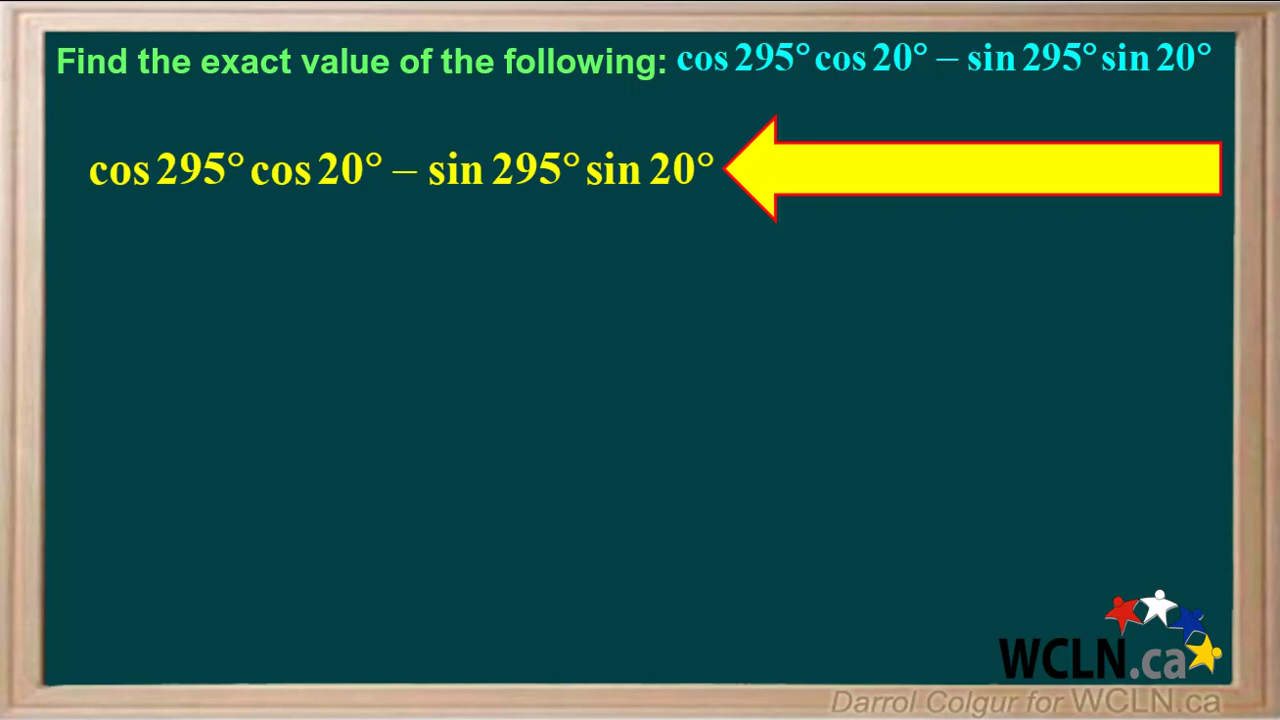 Find the exact value of the following: cos 295° cos 20° – sin 295° sin 20°
cos 295° cos 20° – sin 295° sin 20°
WCLN.ca
Darrol Colgur for WCLN.ca